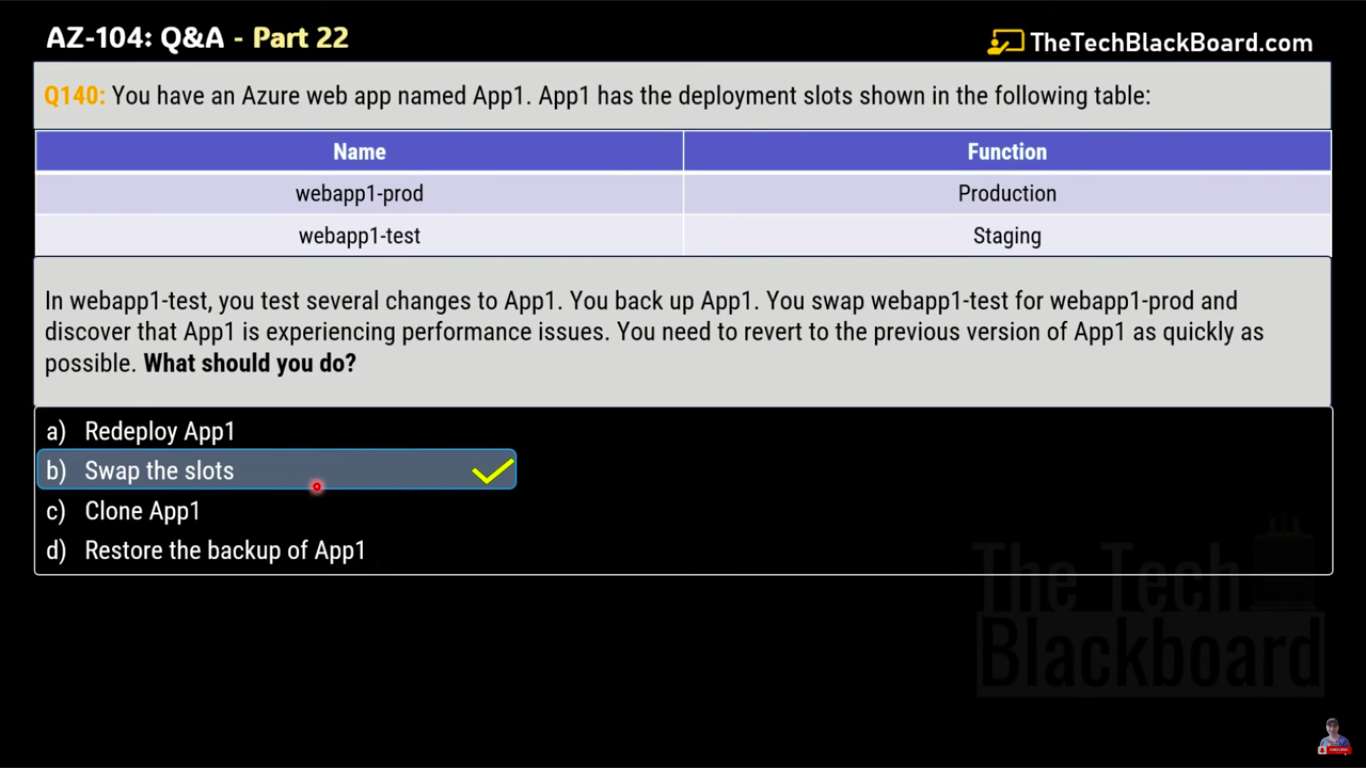 AZ-104: Q&A - Part 22
TheTechBlackBoard.com
Q140: You have an Azure web app named App1. App1 has the deployment slots shown in the following table:
Name Function
webapp1-prod Production
webapp1-test Staging
In webapp1-test, you test several changes to App1. You back up App1. You swap webapp1-test for webapp1-prod and
discover that App1 is experiencing performance issues. You need to revert to the previous version of App1 as quickly as
possible. What should you do?
a) Redeploy App1
b) Swap the slots
c) Clone App1
d) Restore the backup of App1
The Tech
Blackboard
SUBSCRIBE